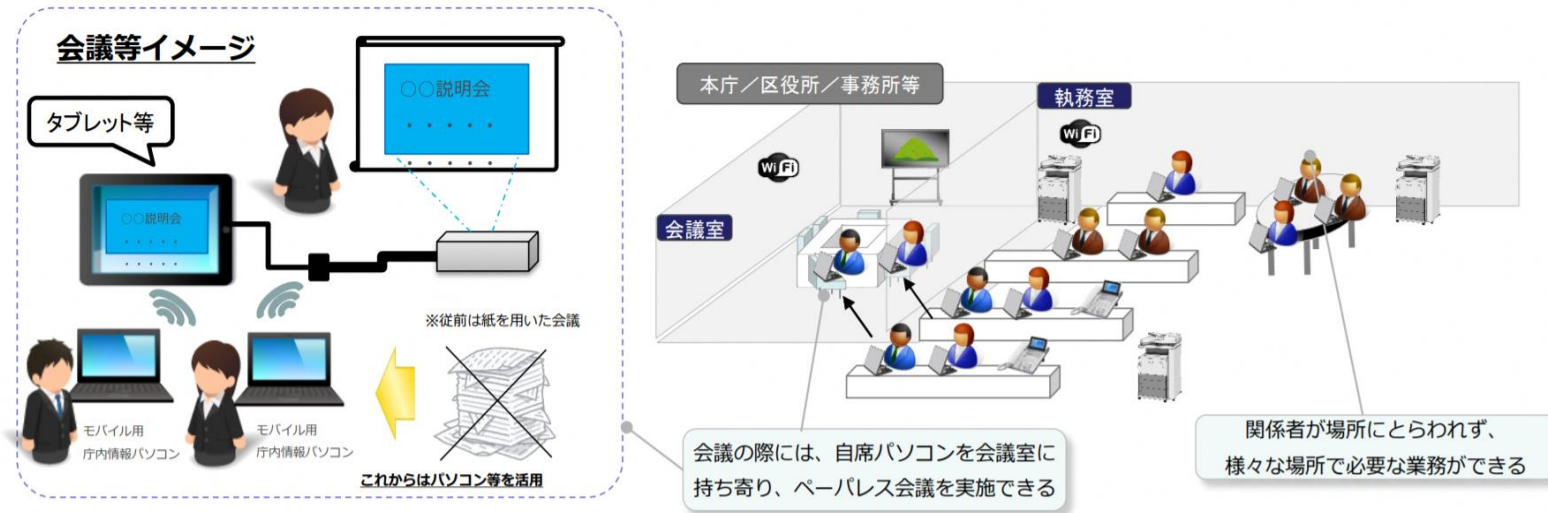 会議等イメージ
タブレット等
○○説明会
・・・・・
・・・・・
○○説明会
・・・・・
・・・・・
※従前は紙を用いた会議
モバイル用
庁内情報パソコン
モバイル用
庁内情報パソコン
これからはパソコン等を活用
本庁／区役所／事務所等
執務室
Wi Fi
Wi Fi
会議室
会議の際には、自席パソコンを会議室に
持ち寄り、ペーパレス会議を実施できる
関係者が場所にとらわれず、
様々な場所で必要な業務ができる